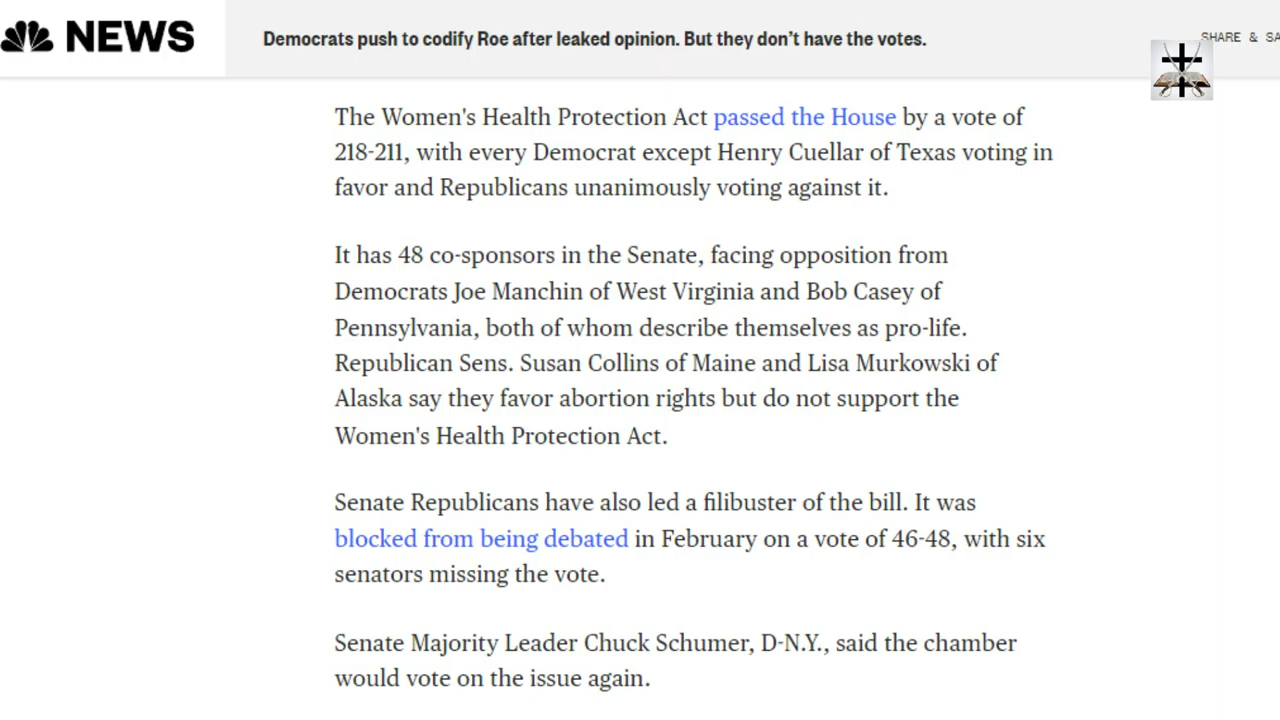 NEWS
Democrats push to codify Roe after leaked opinion. But they don’t have the votes.
SHARE & SA
The Women's Health Protection Act passed the House by a vote of
218-211, with every Democrat except Henry Cuellar of Texas voting in
favor and Republicans unanimously voting against it.
It has 48 co-sponsors in the Senate, facing opposition from
Democrats Joe Manchin of West Virginia and Bob Casey of
Pennsylvania, both of whom describe themselves as pro-life.
Republican Sens. Susan Collins of Maine and Lisa Murkowski of
Alaska say they favor abortion rights but do not support the
Women's Health Protection Act.
Senate Republicans have also led a filibuster of the bill. It was
blocked from being debated in February on a vote of 46-48, with six
senators missing the vote.
Senate Majority Leader Chuck Schumer, D-N.Y., said the chamber
would vote on the issue again.